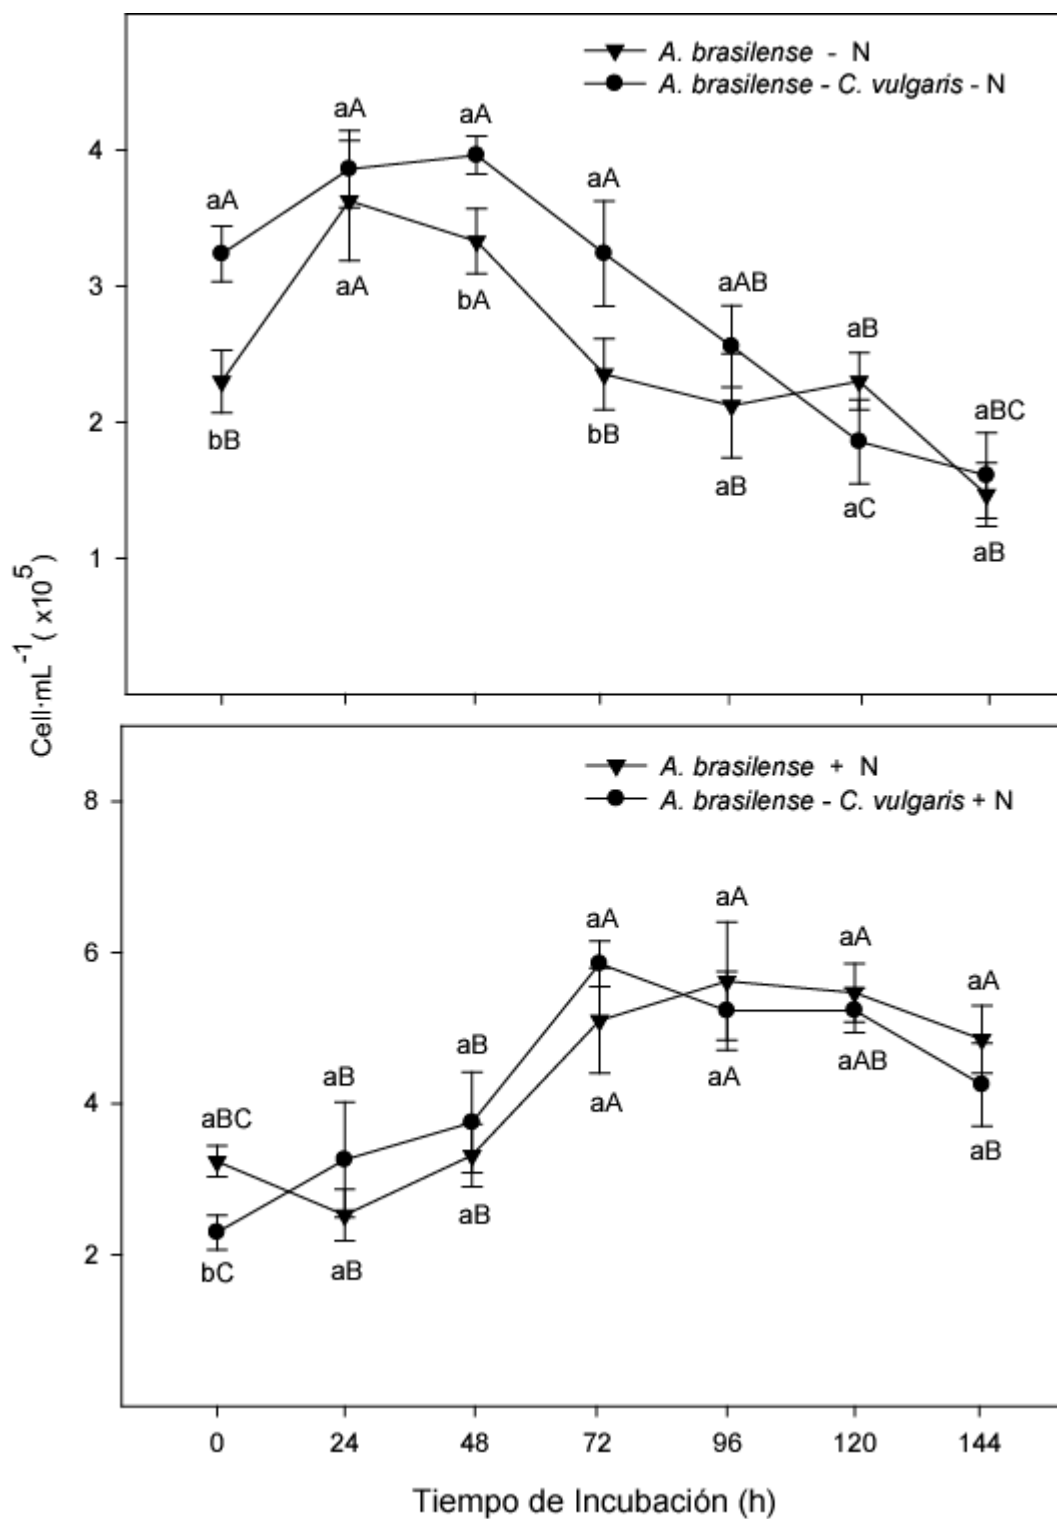 A. brasilense - N
A. brasilense - C. vulgaris - N
aA
aA
aA
aA
4
aA
bA
aAB
3
aB
bB
bB
aB
aC
aBC
aB
2
1
Cell·mL-1 ( x105)
A. brasilense + N
A. brasilense - C. vulgaris + N
8
aA
aA
aA
aA
6
aB
aB
aBC
aA
aA
aAB
aB
4
aB
aB
bC
2
0 24 48 72 96 120 144
Tiempo de Incubación (h)